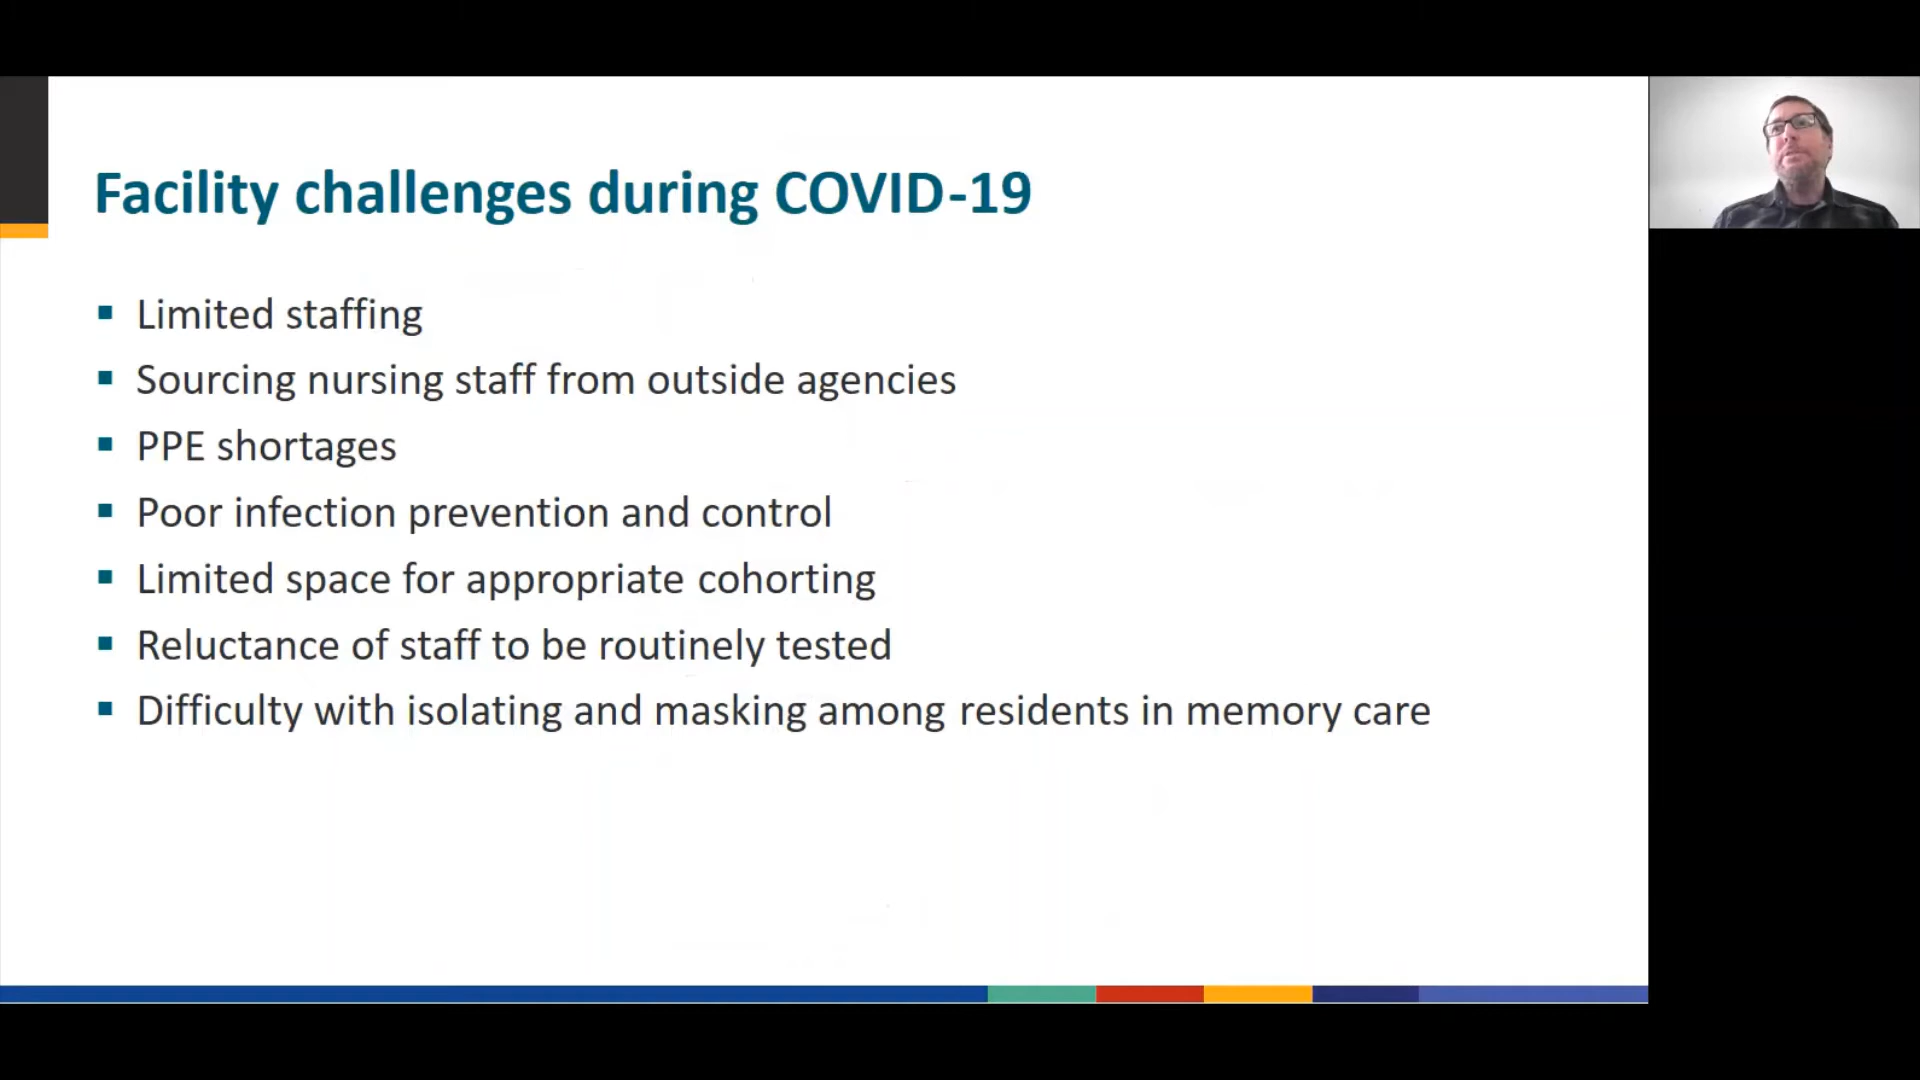 Facility challenges during COVID-19
Limited staffing
Sourcing nursing staff from outside agencies
PPE shortages
Poor infection prevention and control
Limited space for appropriate cohorting
Reluctance of staff to be routinely tested
Difficulty with isolating and masking among residents in memory care